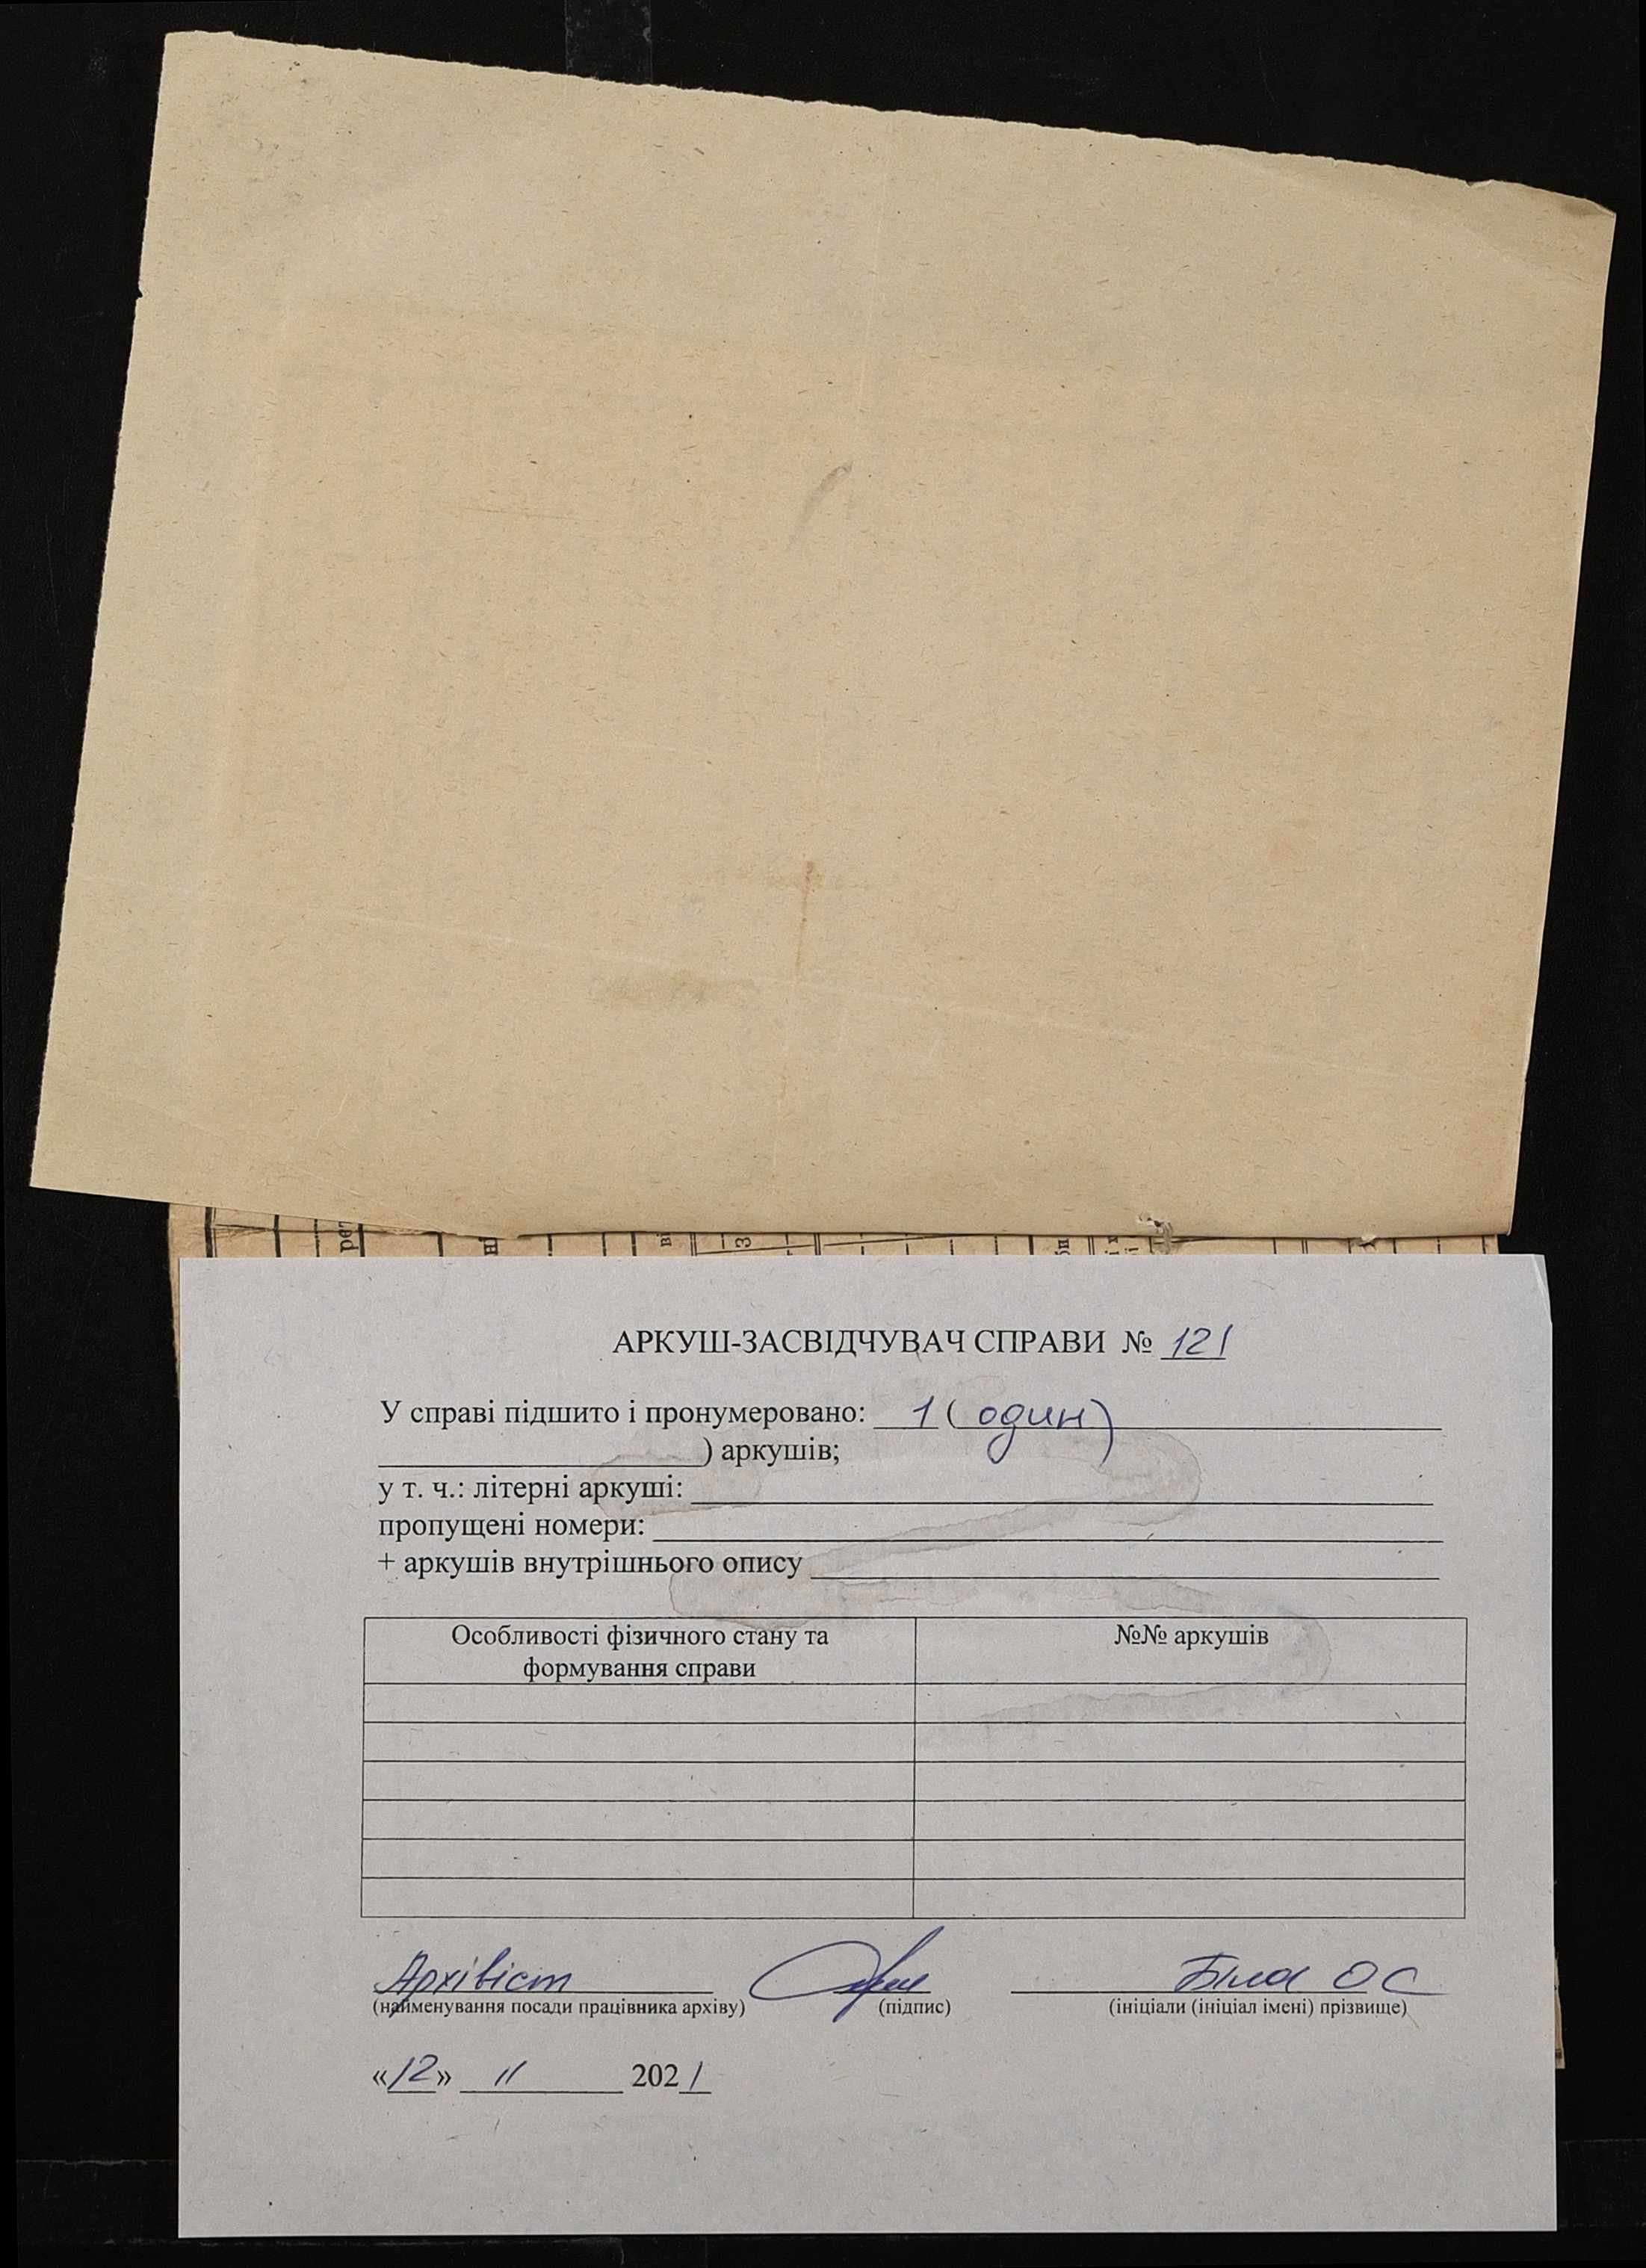 АРКУШ-ЗАСВІДЧУВАЧ СПРАВИ № 121
У справі підшито і пронумеровано: 1 ( один)
) аркушів;
у т. ч.: літерні аркуші:
пропущені номери:
+ аркушів внутрішнього опису
Особливості фізичного стану та №№ аркушів
формування справи
Архівіст Біла ОС
(найменування посади працівника архіву) (підпис) (ініціали (ініціал імені) прізвище)
«12» 11 2021